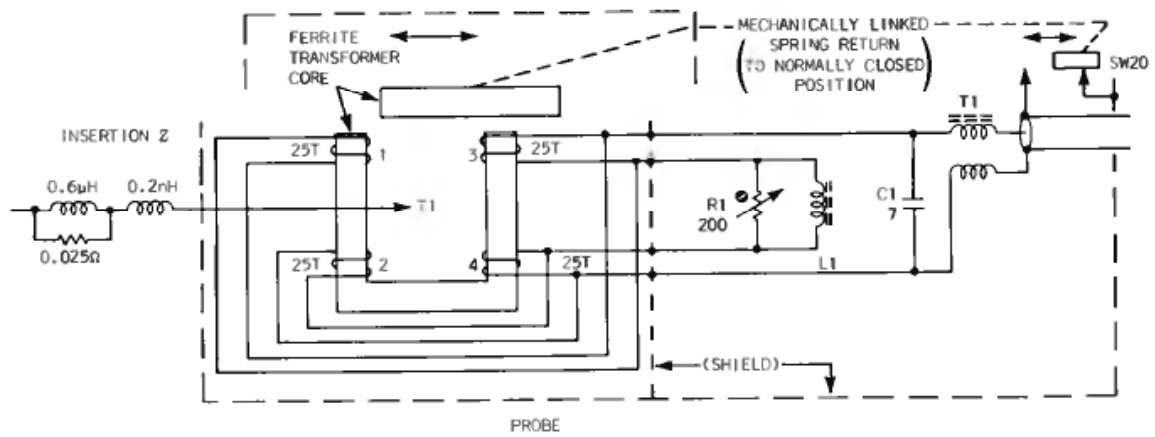 FERRITE
TRANSFORMER
CORE
MECHANICALLY LINKED
SPRING RETURN
TO NORMALLY CLOSED
POSITION
SW20
T1
INSERTION Z
25T
1
3
25T
0.6µH
0.2nH
T1
R1
200
C1
7
0.025Ω
25T
2
4
25T
L1
(SHIELD)
PROBE